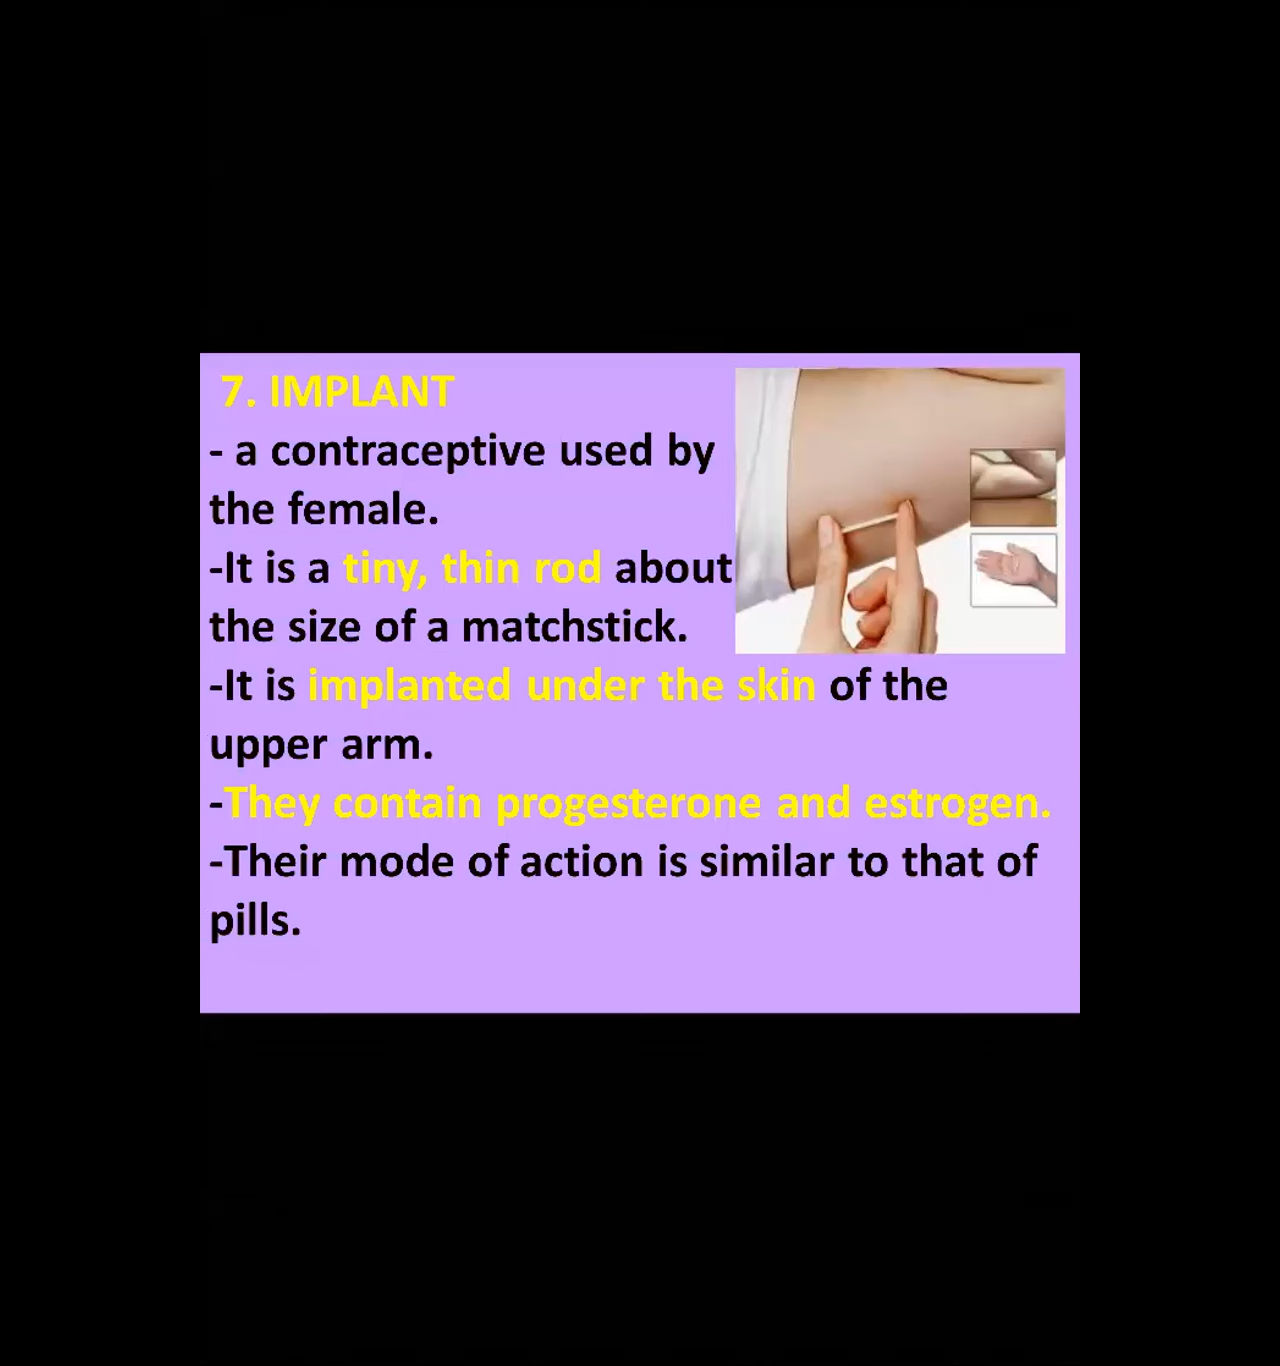 7. IMPLANT
- a contraceptive used by
the female.
-It is a tiny, thin rod about
the size of a matchstick.
-It is implanted under the skin of the
upper arm.
-They contain progesterone and estrogen.
-Their mode of action is similar to that of
pills.